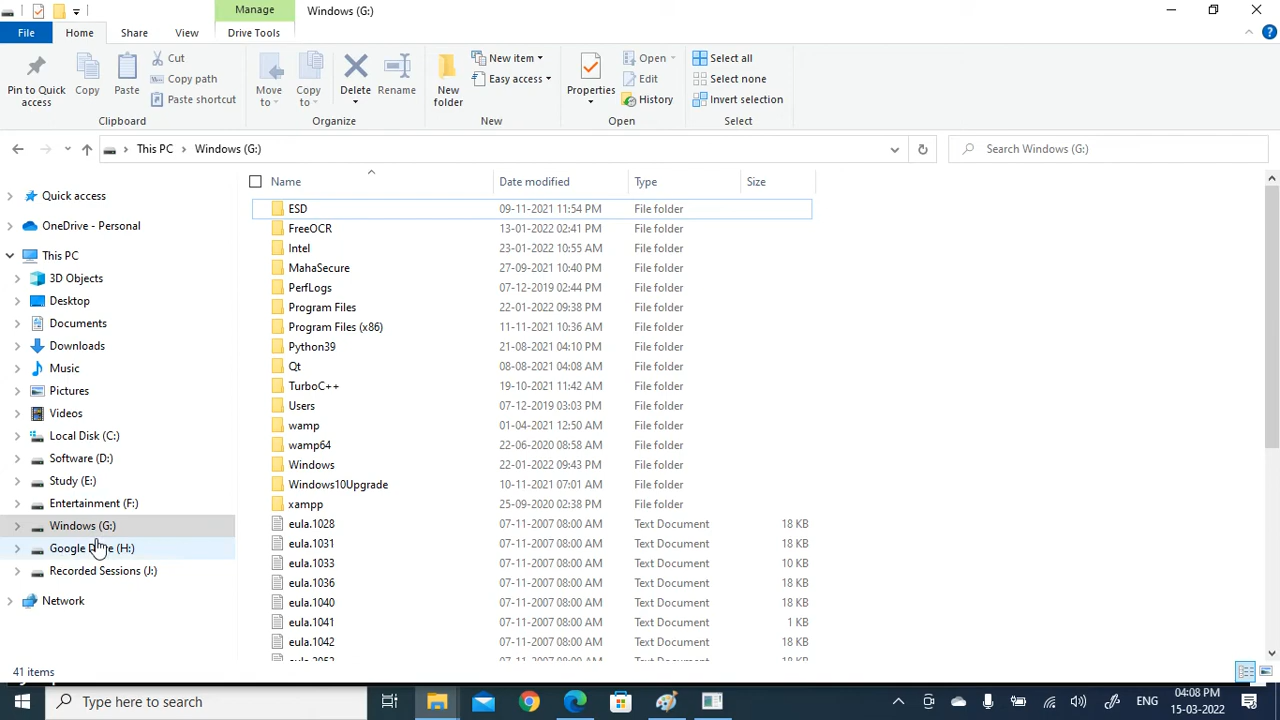 Manage
Windows (G:)
File
Home
Share
View
Drive Tools
Pin to Quick
access
Copy
Paste
Cut
Copy path
Paste shortcut
Clipboard
Move
to
Copy
to
Delete
Rename
Organize
New
folder
New item
Easy access
New
Properties
Open
Edit
History
Open
Select all
Select none
Invert selection
Select
This PC
Windows (G:)
Search Windows (G:)
Quick access
OneDrive - Personal
This PC
3D Objects
Desktop
Documents
Downloads
Music
Pictures
Videos
Local Disk (C:)
Software (D:)
Study (E:)
Entertainment (F:)
Windows (G:)
Google (H:)
Recorded Sessions (J:)
Network
Name Date modified Type Size
ESD 09-11-2021 11:54 PM File folder
FreeOCR 13-01-2022 02:41 PM File folder
Intel 23-01-2022 10:55 AM File folder
MahaSecure 27-09-2021 10:40 PM File folder
PerfLogs 07-12-2019 02:44 PM File folder
Program Files 22-01-2022 09:38 PM File folder
Program Files (x86) 11-11-2021 10:36 AM File folder
Python39 21-08-2021 04:10 PM File folder
Qt 08-08-2021 04:08 AM File folder
TurboC++ 19-10-2021 11:42 AM File folder
Users 07-12-2019 03:03 PM File folder
wamp 01-04-2021 12:50 AM File folder
wamp64 22-06-2020 08:58 AM File folder
Windows 22-01-2022 09:43 PM File folder
Windows10Upgrade 10-11-2021 07:01 AM File folder
xampp 25-09-2020 02:38 PM File folder
eula.1028 07-11-2007 08:00 AM Text Document 18 KB
eula.1031 07-11-2007 08:00 AM Text Document 18 KB
eula.1033 07-11-2007 08:00 AM Text Document 10 KB
eula.1036 07-11-2007 08:00 AM Text Document 18 KB
eula.1040 07-11-2007 08:00 AM Text Document 18 KB
eula.1041 07-11-2007 08:00 AM Text Document 1 KB
eula.1042 07-11-2007 08:00 AM Text Document 18 KB
41 items
Type here to search
ENG
04:08 PM
15-03-2022